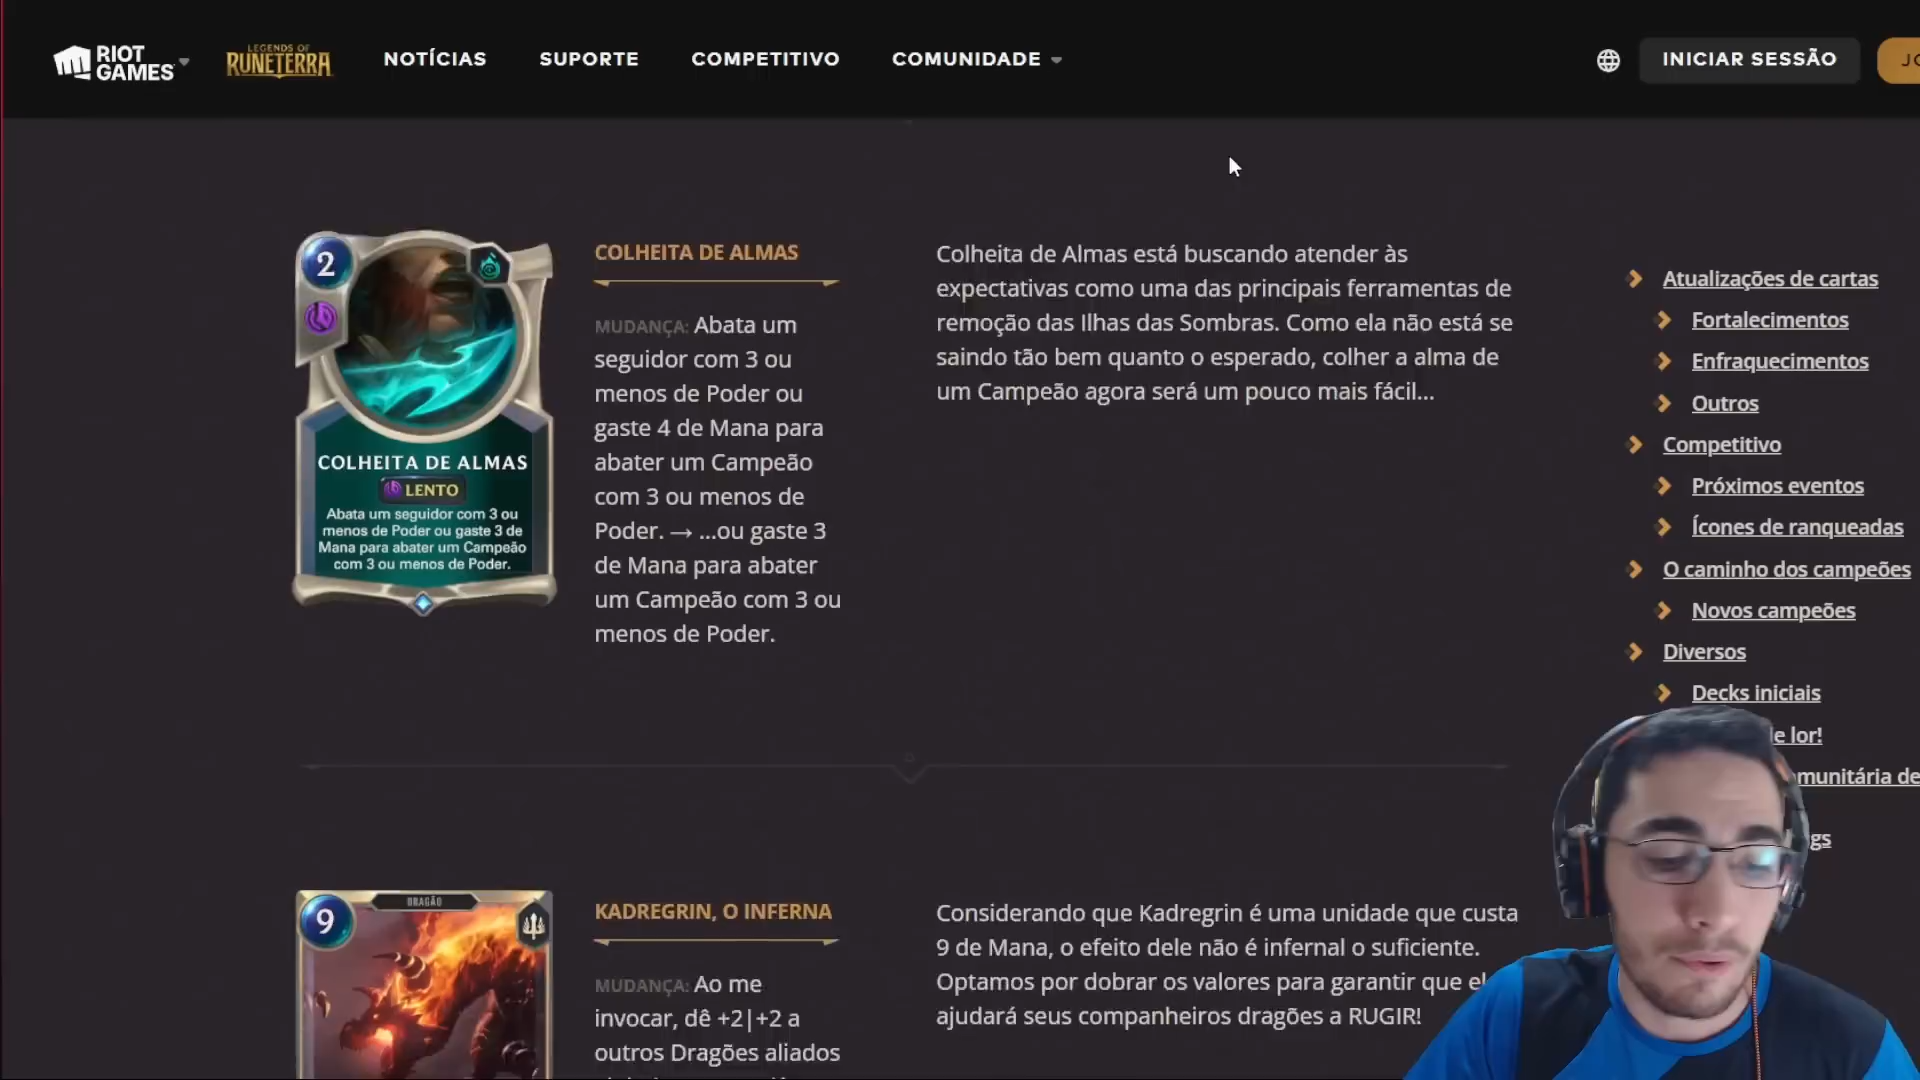 RIOT
GAMES
LEGENDS OF
RUNETERRA
NOTÍCIAS
SUPORTE
COMPETITIVO
COMUNIDADE
INICIAR SESSÃO
2
COLHEITA DE ALMAS
LENTO
Abata um seguidor com 3 ou
menos de Poder ou gaste 3 de
Mana para abater um Campeão
com 3 ou menos de Poder.
COLHEITA DE ALMAS
MUDANÇA: Abata um
seguidor com 3 ou
menos de Poder ou
gaste 4 de Mana para
abater um Campeão
com 3 ou menos de
Poder. → ...ou gaste 3
de Mana para abater
um Campeão com 3 ou
menos de Poder.
Colheita de Almas está buscando atender às
expectativas como uma das principais ferramentas de
remoção das Ilhas das Sombras. Como ela não está se
saindo tão bem quanto o esperado, colher a alma de
um Campeão agora será um pouco mais fácil...
Atualizações de cartas
Fortalecimentos
Enfraquecimentos
Outros
Competitivo
Próximos eventos
Ícones de ranqueadas
O caminho dos campeões
Novos campeões
Diversos
Decks iniciais
e lor!
munitária de
gs
DRAGÃO
9
KADREGRIN, O INFERNA
MUDANÇA: Ao me
invocar, dê +2|+2 a
outros Dragões aliados
Considerando que Kadregrin é uma unidade que custa
9 de Mana, o efeito dele não é infernal o suficiente.
Optamos por dobrar os valores para garantir que el
ajudará seus companheiros dragões a RUGIR!